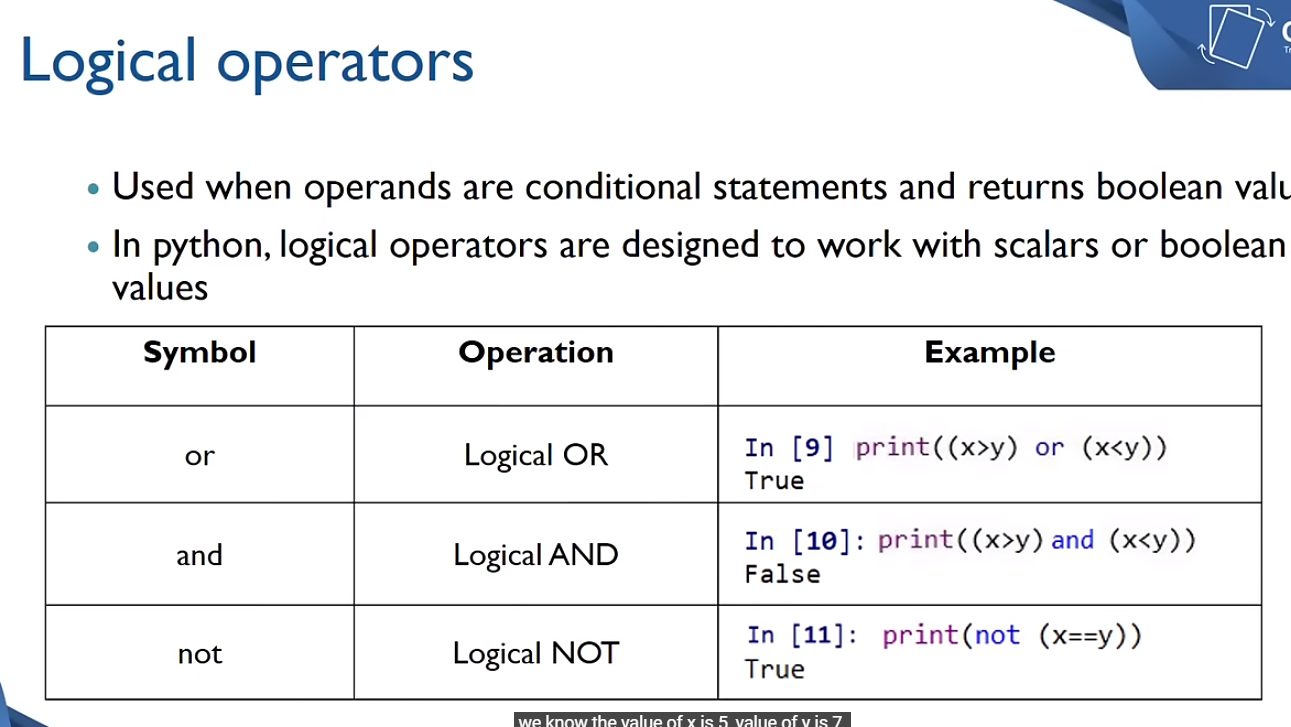 Logical operators
Used when operands are conditional statements and returns boolean
In python, logical operators are designed to work with scalars or boolean
values
Symbol Operation Example
or Logical OR In [9] print((x>y) or (x<y))
True
and Logical AND In [10]: print((x>y) and (x<y))
False
not Logical NOT In [11]: print(not (x==y))
True
we know the value of x is 5, value of y is 7